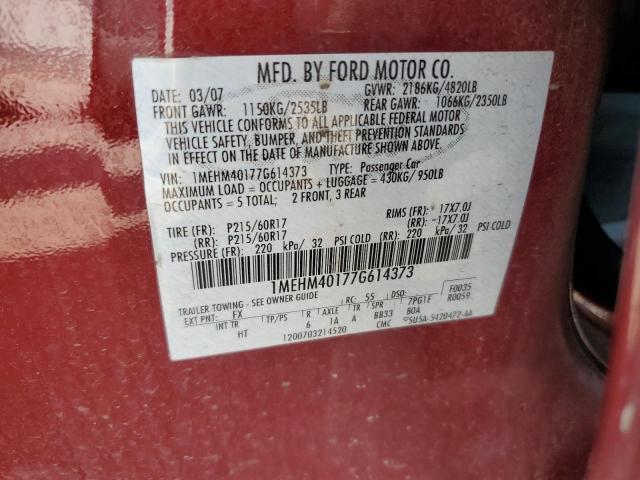 MFD. BY FORD MOTOR CO.
DATE: 03/07 GVWR: 2186KG/4820LB
FRONT GAWR: 1150KG/2535LB REAR GAWR: 1066KG/2350LB
THIS VEHICLE CONFORMS TO ALL APPLICABLE FEDERAL MOTOR
VEHICLE SAFETY, BUMPER, AND THEFT PREVENTION STANDARDS
IN EFFECT ON THE DATE OF MANUFACTURE SHOWN ABOVE.
VIN: 1MEHM40177G614373 TYPE: Passenger Car
MAXIMUM LOAD = OCCUPANTS + LUGGAGE = 430KG/ 950LB
OCCUPANTS = 5 TOTAL: 2 FRONT, 3 REAR
TIRE (FR): P215/60R17 RIMS (FR): 17X7.0J
(RR): P215/60R17 (RR): 17X7.0J
PRESSURE (FR): 220 kPa/ 32 PSI COLD (RR): 220 kPa/ 32 PSI COLD
1MEHM40177G614373
TRAILER TOWING - SEE OWNER GUIDE RC: 55 DSO: F0035
EXT PNT: FX R0059
INT TR TP/PS R AXLE TR SPR 7PG1F
HT 6 1A A BB33 80A
1200703214520 CMC 5U5A-5420472-AA